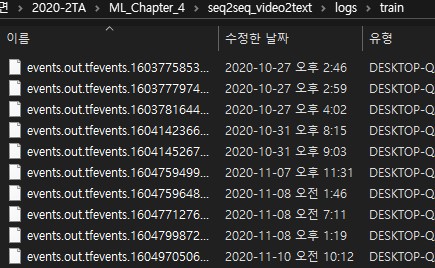 면 > 2020-2TA > ML_Chapter_4 > seq2seq_video2text > logs > train
이름 수정한 날짜 유형
events.out.tfevents.1603775853... 2020-10-27 오후 2:46 DESKTOP-Q
events.out.tfevents.1603777974... 2020-10-27 오후 2:59 DESKTOP-Q
events.out.tfevents.1603781644... 2020-10-27 오후 4:02 DESKTOP-Q
events.out.tfevents.1604142366... 2020-10-31 오후 8:15 DESKTOP-Q
events.out.tfevents.1604145267... 2020-10-31 오후 9:03 DESKTOP-Q
events.out.tfevents.1604759499... 2020-11-07 오후 11:31 DESKTOP-Q
events.out.tfevents.1604759648... 2020-11-08 오전 1:46 DESKTOP-Q
events.out.tfevents.1604771276... 2020-11-08 오전 7:11 DESKTOP-Q
events.out.tfevents.1604799872... 2020-11-08 오후 1:19 DESKTOP-Q
events.out.tfevents.1604970506... 2020-11-10 오전 10:12 DESKTOP-Q